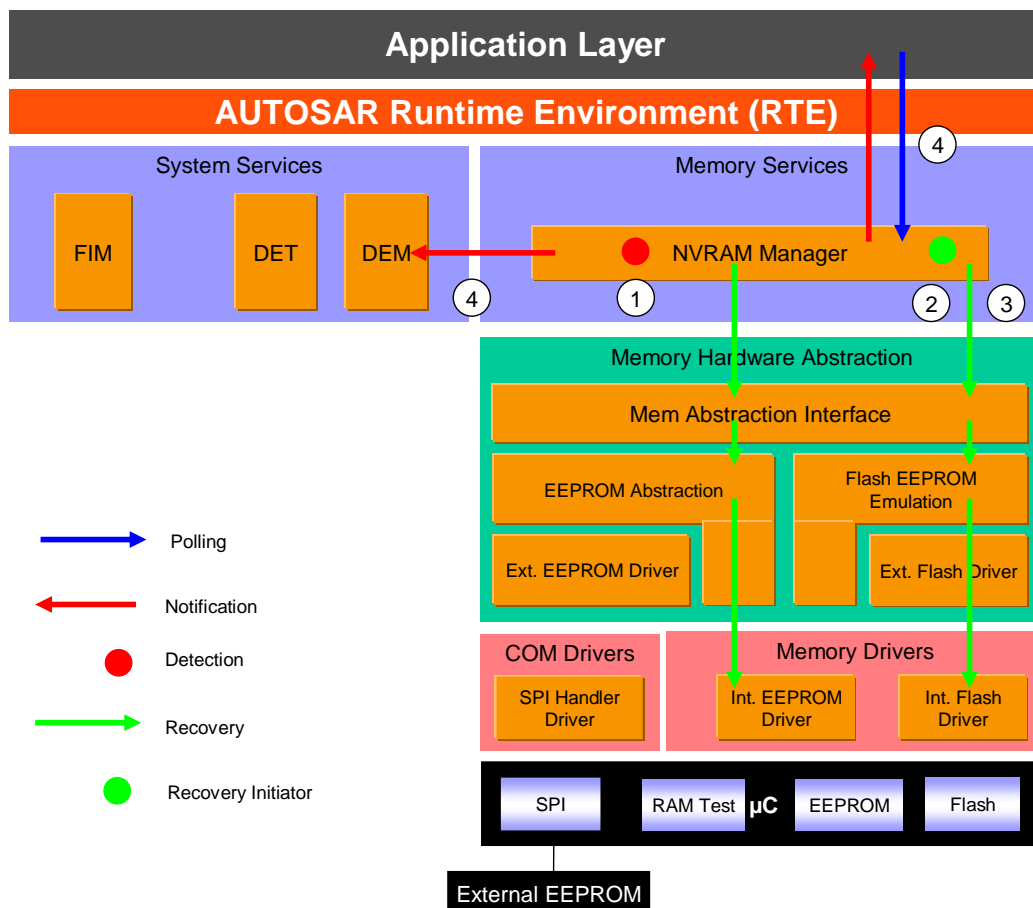 Application Layer
AUTOSAR Runtime Environment (RTE)
System Services
Memory Services
4
FIM
DET
DEM
NVRAM Manager
4
1
2
3
Memory Hardware Abstraction
Mem Abstraction Interface
EEPROM Abstraction
Flash EEPROM
Emulation
Ext. EEPROM Driver
Ext. Flash Driver
Polling
Notification
Detection
Recovery
Recovery Initiator
COM Drivers
Memory Drivers
SPI Handler
Driver
Int. EEPROM
Driver
Int. Flash
Driver
SPI
RAM Test
µC
EEPROM
Flash
External EEPROM